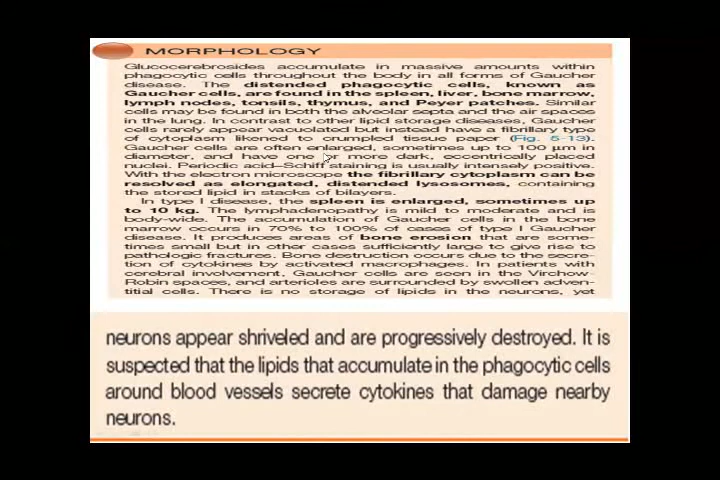 MORPHOLOGY
Glucocerebrosides accumulate in massive amounts within
phagocytic cells throughout the body in all forms of Gaucher
disease. The distended phagocytic cells, known as
Gaucher cells, are found in the spleen, liver, bone marrow,
lymph nodes, tonsils, thymus, and Peyer patches. Similar
cells may be found in both the alveolar septa and the air spaces
in the lung. In contrast to other lipid storage diseases, Gaucher
cells rarely appear vacuolated but instead have a fibrillary type
of cytoplasm likened to crumpled tissue paper (Fig. 5-13).
Gaucher cells are often enlarged, sometimes up to 100 μm in
diameter, and have one or more dark, eccentrically placed
nuclei. Periodic acid–Schiff staining is usually intensely positive.
With the electron microscope the fibrillary cytoplasm can be
resolved as elongated, distended lysosomes, containing
the stored lipid in stacks of bilayers.
In type I disease, the spleen is enlarged, sometimes up
to 10 kg. The lymphadenopathy is mild to moderate and is
body-wide. The accumulation of Gaucher cells in the bone
marrow occurs in 70% to 100% of cases of type I Gaucher
disease. It produces areas of bone erosion that are some-
times small but in other cases sufficiently large to give rise to
pathologic fractures. Bone destruction occurs due to the secre-
tion of cytokines by activated macrophages. In patients with
cerebral involvement, Gaucher cells are seen in the Virchow-
Robin spaces, and arterioles are surrounded by swollen adven-
titial cells. There is no storage of lipids in the neurons, yet
neurons appear shriveled and are progressively destroyed. It is
suspected that the lipids that accumulate in the phagocytic cells
around blood vessels secrete cytokines that damage nearby
neurons.